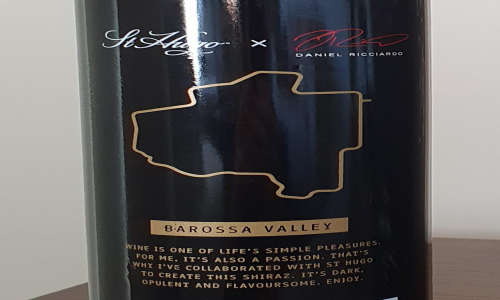 St Hugo x DR
DANIEL RICCIARDO
BAROSSA VALLEY
WINE IS ONE OF LIFE'S SIMPLE PLEASURES.
FOR ME, IT'S ALSO A PASSION. THAT'S
WHY I'VE COLLABORATED WITH ST HUGO
TO CREATE THIS SHIRAZ. IT'S DARK,
OPULENT AND FLAVOURSOME. ENJOY.